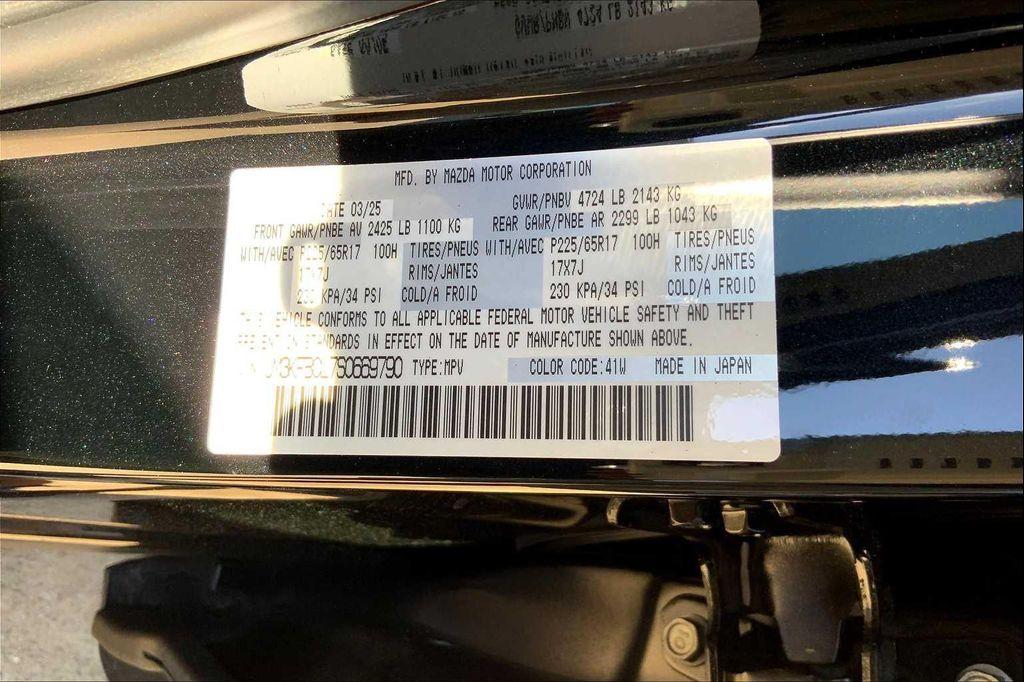 MFD. BY MAZDA MOTOR CORPORATION
DATE 03/25 GVWR/PNBV 4724 LB 2143 KG
FRONT GAWR/PNBE AV 2425 LB 1100 KG REAR GAWR/PNBE AR 2299 LB 1043 KG
WITH/AVEC P225/65R17 100H TIRES/PNEUS WITH/AVEC P225/65R17 100H TIRES/PNEUS
17X7J RIMS/JANTES 17X7J RIMS/JANTES
230 KPA/34 PSI COLD/A FROID 230 KPA/34 PSI COLD/A FROID
THIS VEHICLE CONFORMS TO ALL APPLICABLE FEDERAL MOTOR VEHICLE SAFETY AND THEFT
PREVENTION STANDARDS IN EFFECT ON THE DATE OF MANUFACTURE SHOWN ABOVE.
TYPE:MPV COLOR CODE:41W MADE IN JAPAN